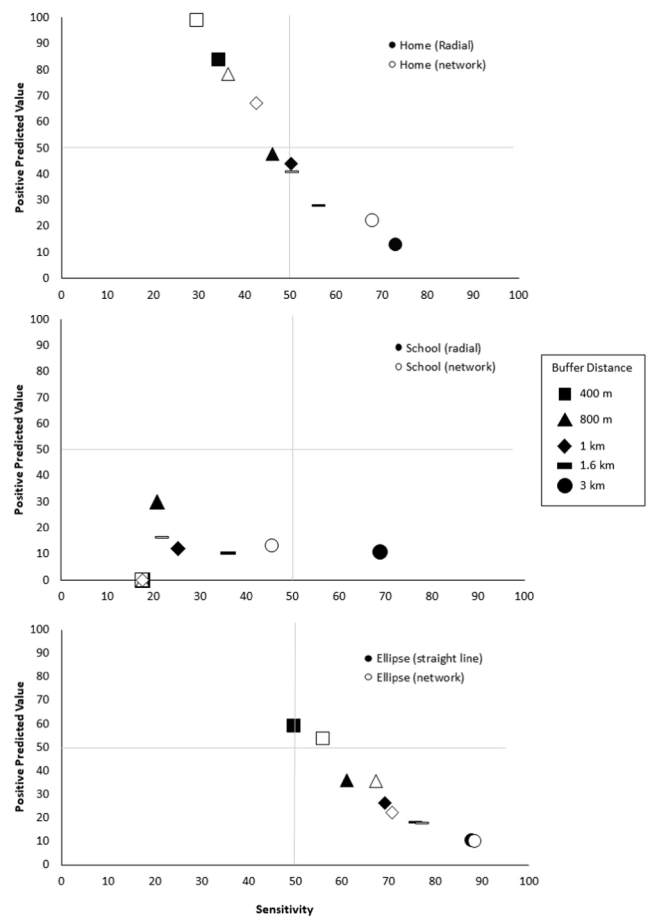 100
90
80
70
60
50
40
30
20
10
0
Positive Predicted Value
Home (Radial)
Home (network)
0 10 20 30 40 50 60 70 80 90 100
100
90
80
70
60
50
40
30
20
10
0
Positive Predicted Value
School (radial)
School (network)
0 10 20 30 40 50 60 70 80 90 100
Buffer Distance
400 m
800 m
1 km
1.6 km
3 km
100
90
80
70
60
50
40
30
20
10
0
Positive Predicted Value
Ellipse (straight line)
Ellipse (network)
0 10 20 30 40 50 60 70 80 90 100
Sensitivity